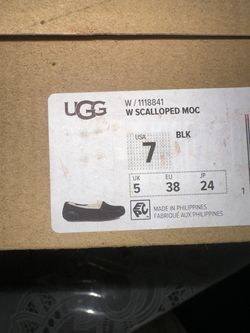 UGG
W / 1118841
W SCALLOPED MOC
USA
7
BLK
UK
5
EU
38
JP
24
MADE IN PHILIPPINES
FABRIQUÉ AUX PHILIPPINES
1